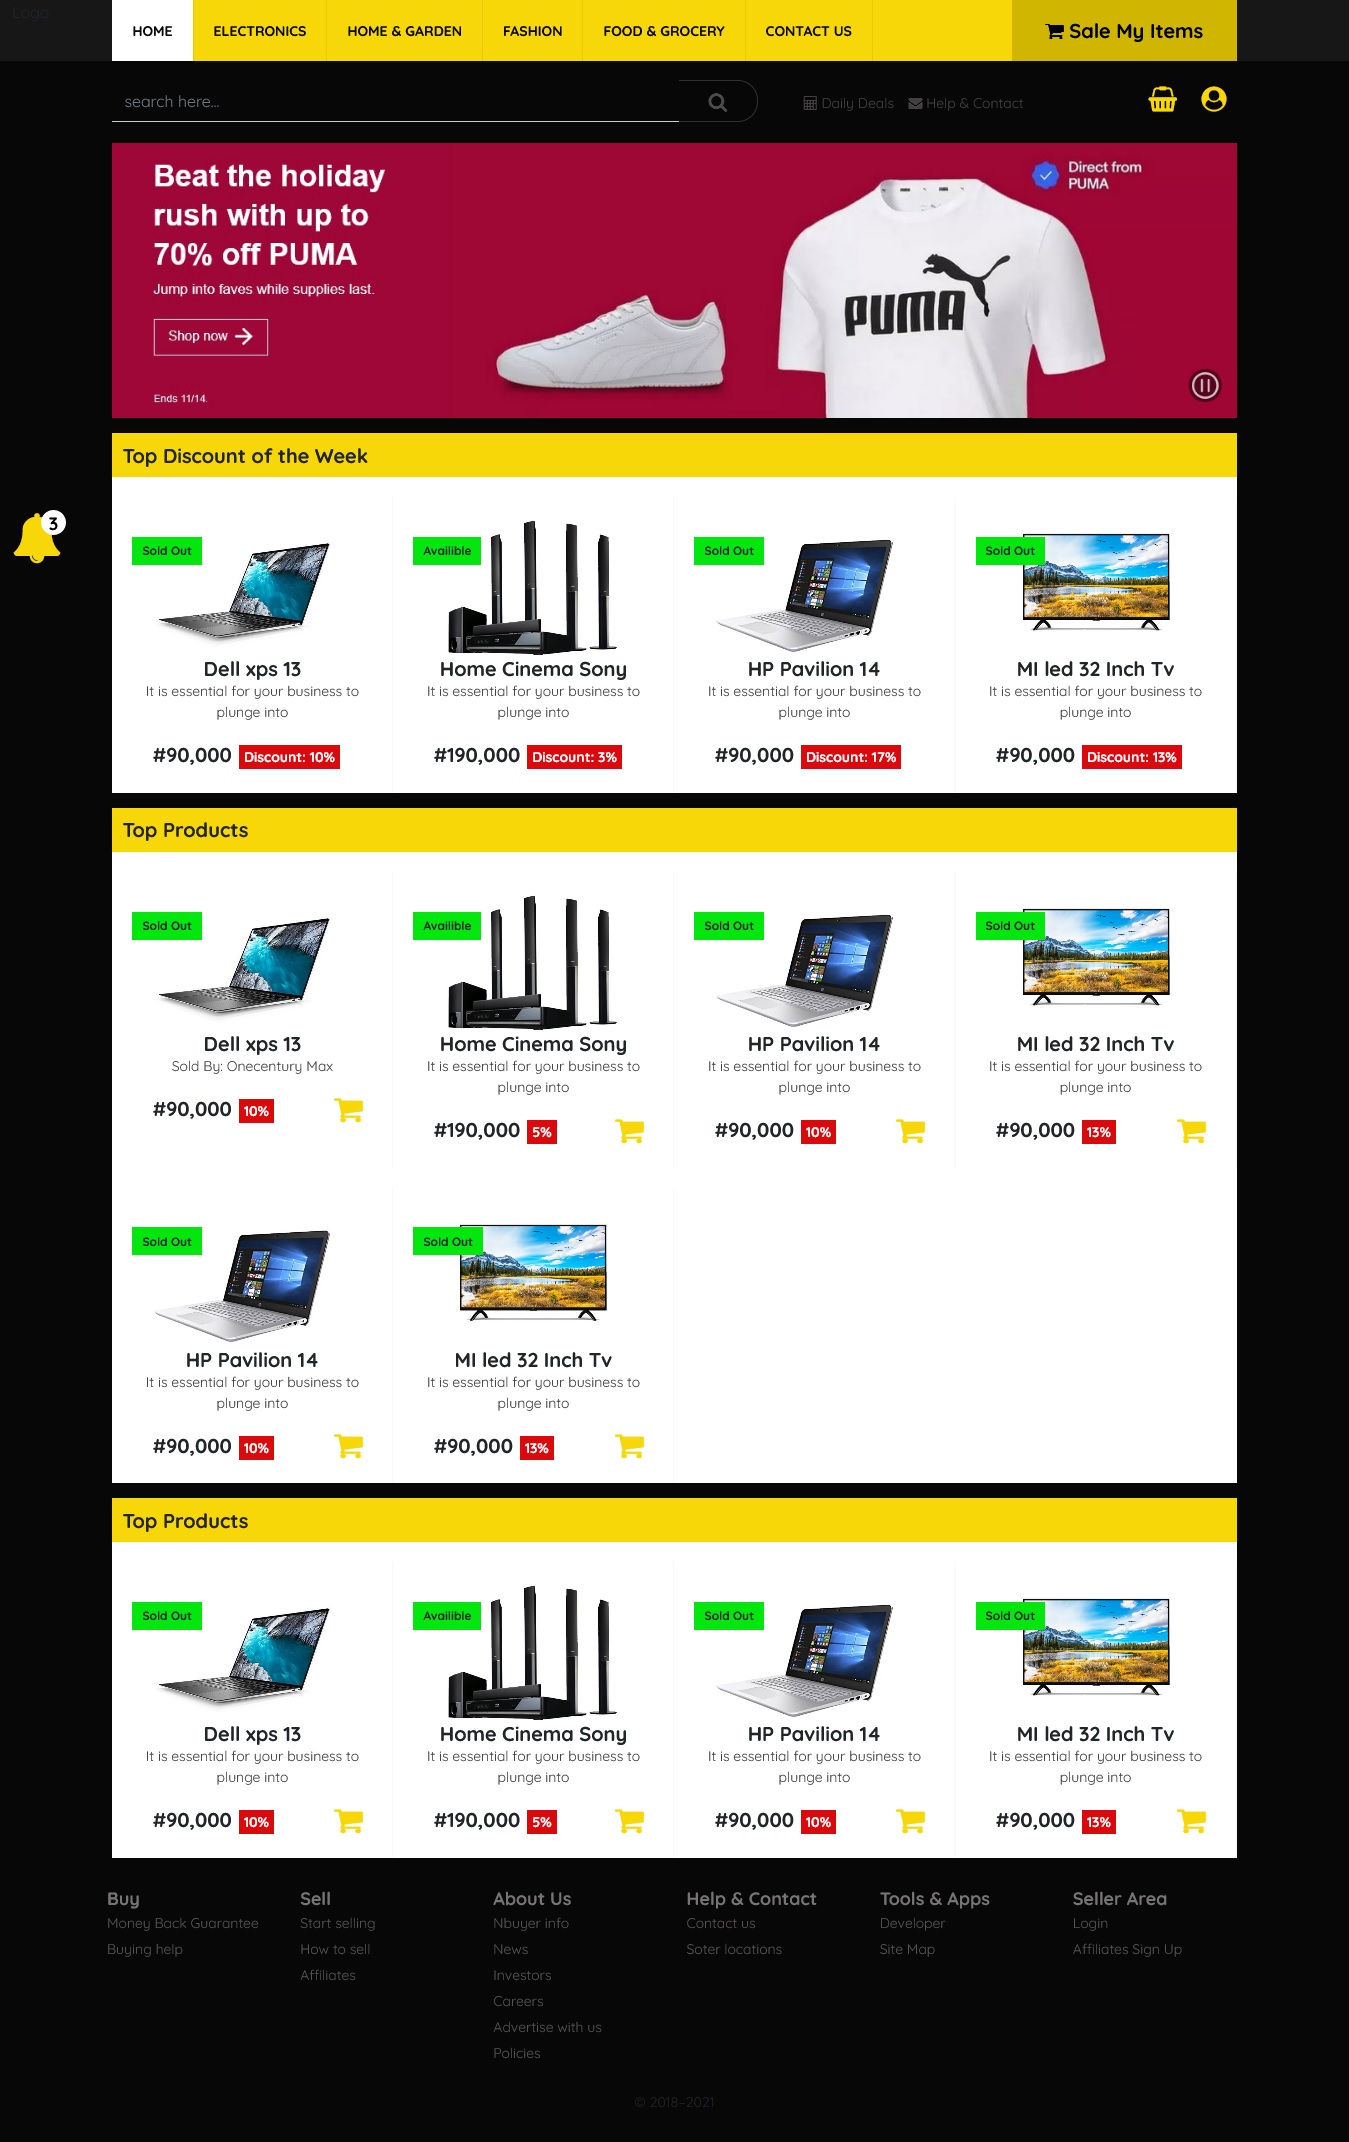 Logo
HOME ELECTRONICS HOME & GARDEN FASHION FOOD & GROCERY CONTACT US Sale My Items
search here... Daily Deals Help & Contact
Beat the holiday
rush with up to
70% off PUMA
Jump into faves while supplies last.
Shop now
Ends 11/14.
Direct from
PUMA
PUMA
Top Discount of the Week
3
Sold Out Availible Sold Out Sold Out
Dell xps 13 Home Cinema Sony HP Pavilion 14 MI led 32 Inch Tv
It is essential for your business to It is essential for your business to It is essential for your business to It is essential for your business to
plunge into plunge into plunge into plunge into
#90,000 Discount: 10% #190,000 Discount: 3% #90,000 Discount: 17% #90,000 Discount: 13%
Top Products
Sold Out Availible Sold Out Sold Out
Dell xps 13 Home Cinema Sony HP Pavilion 14 MI led 32 Inch Tv
Sold By: Onecentury Max It is essential for your business to It is essential for your business to It is essential for your business to
plunge into plunge into plunge into
#90,000 10% #190,000 5% #90,000 10% #90,000 13%
Sold Out Sold Out
HP Pavilion 14 MI led 32 Inch Tv
It is essential for your business to It is essential for your business to
plunge into plunge into
#90,000 10% #90,000 13%
Top Products
Sold Out Availible Sold Out Sold Out
Dell xps 13 Home Cinema Sony HP Pavilion 14 MI led 32 Inch Tv
It is essential for your business to It is essential for your business to It is essential for your business to It is essential for your business to
plunge into plunge into plunge into plunge into
#90,000 10% #190,000 5% #90,000 10% #90,000 13%
Buy Sell About Us Help & Contact Tools & Apps Seller Area
Money Back Guarantee Start selling Nbuyer info Contact us Developer Login
Buying help How to sell News Soter locations Site Map Affiliates Sign Up
Affiliates Investors
Careers
Advertise with us
Policies
© 2018-2021